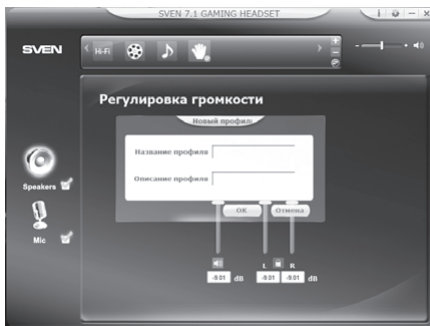 SVEN 7.1 GAMING HEADSET
SVEN
Hi-Fi
Регулировка громкости
Новый профиль
Название профиля
Описание профиля
OK
Отмена
Speakers
Mic
L R
-9.01 dB -9.01 -9.01 dB